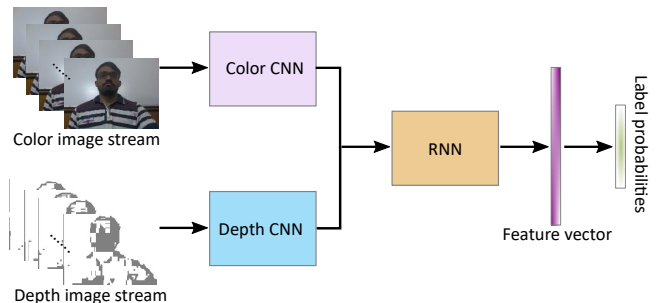 Color image stream
Color CNN
Depth CNN
Depth image stream
RNN
Feature vector
Label probabilities